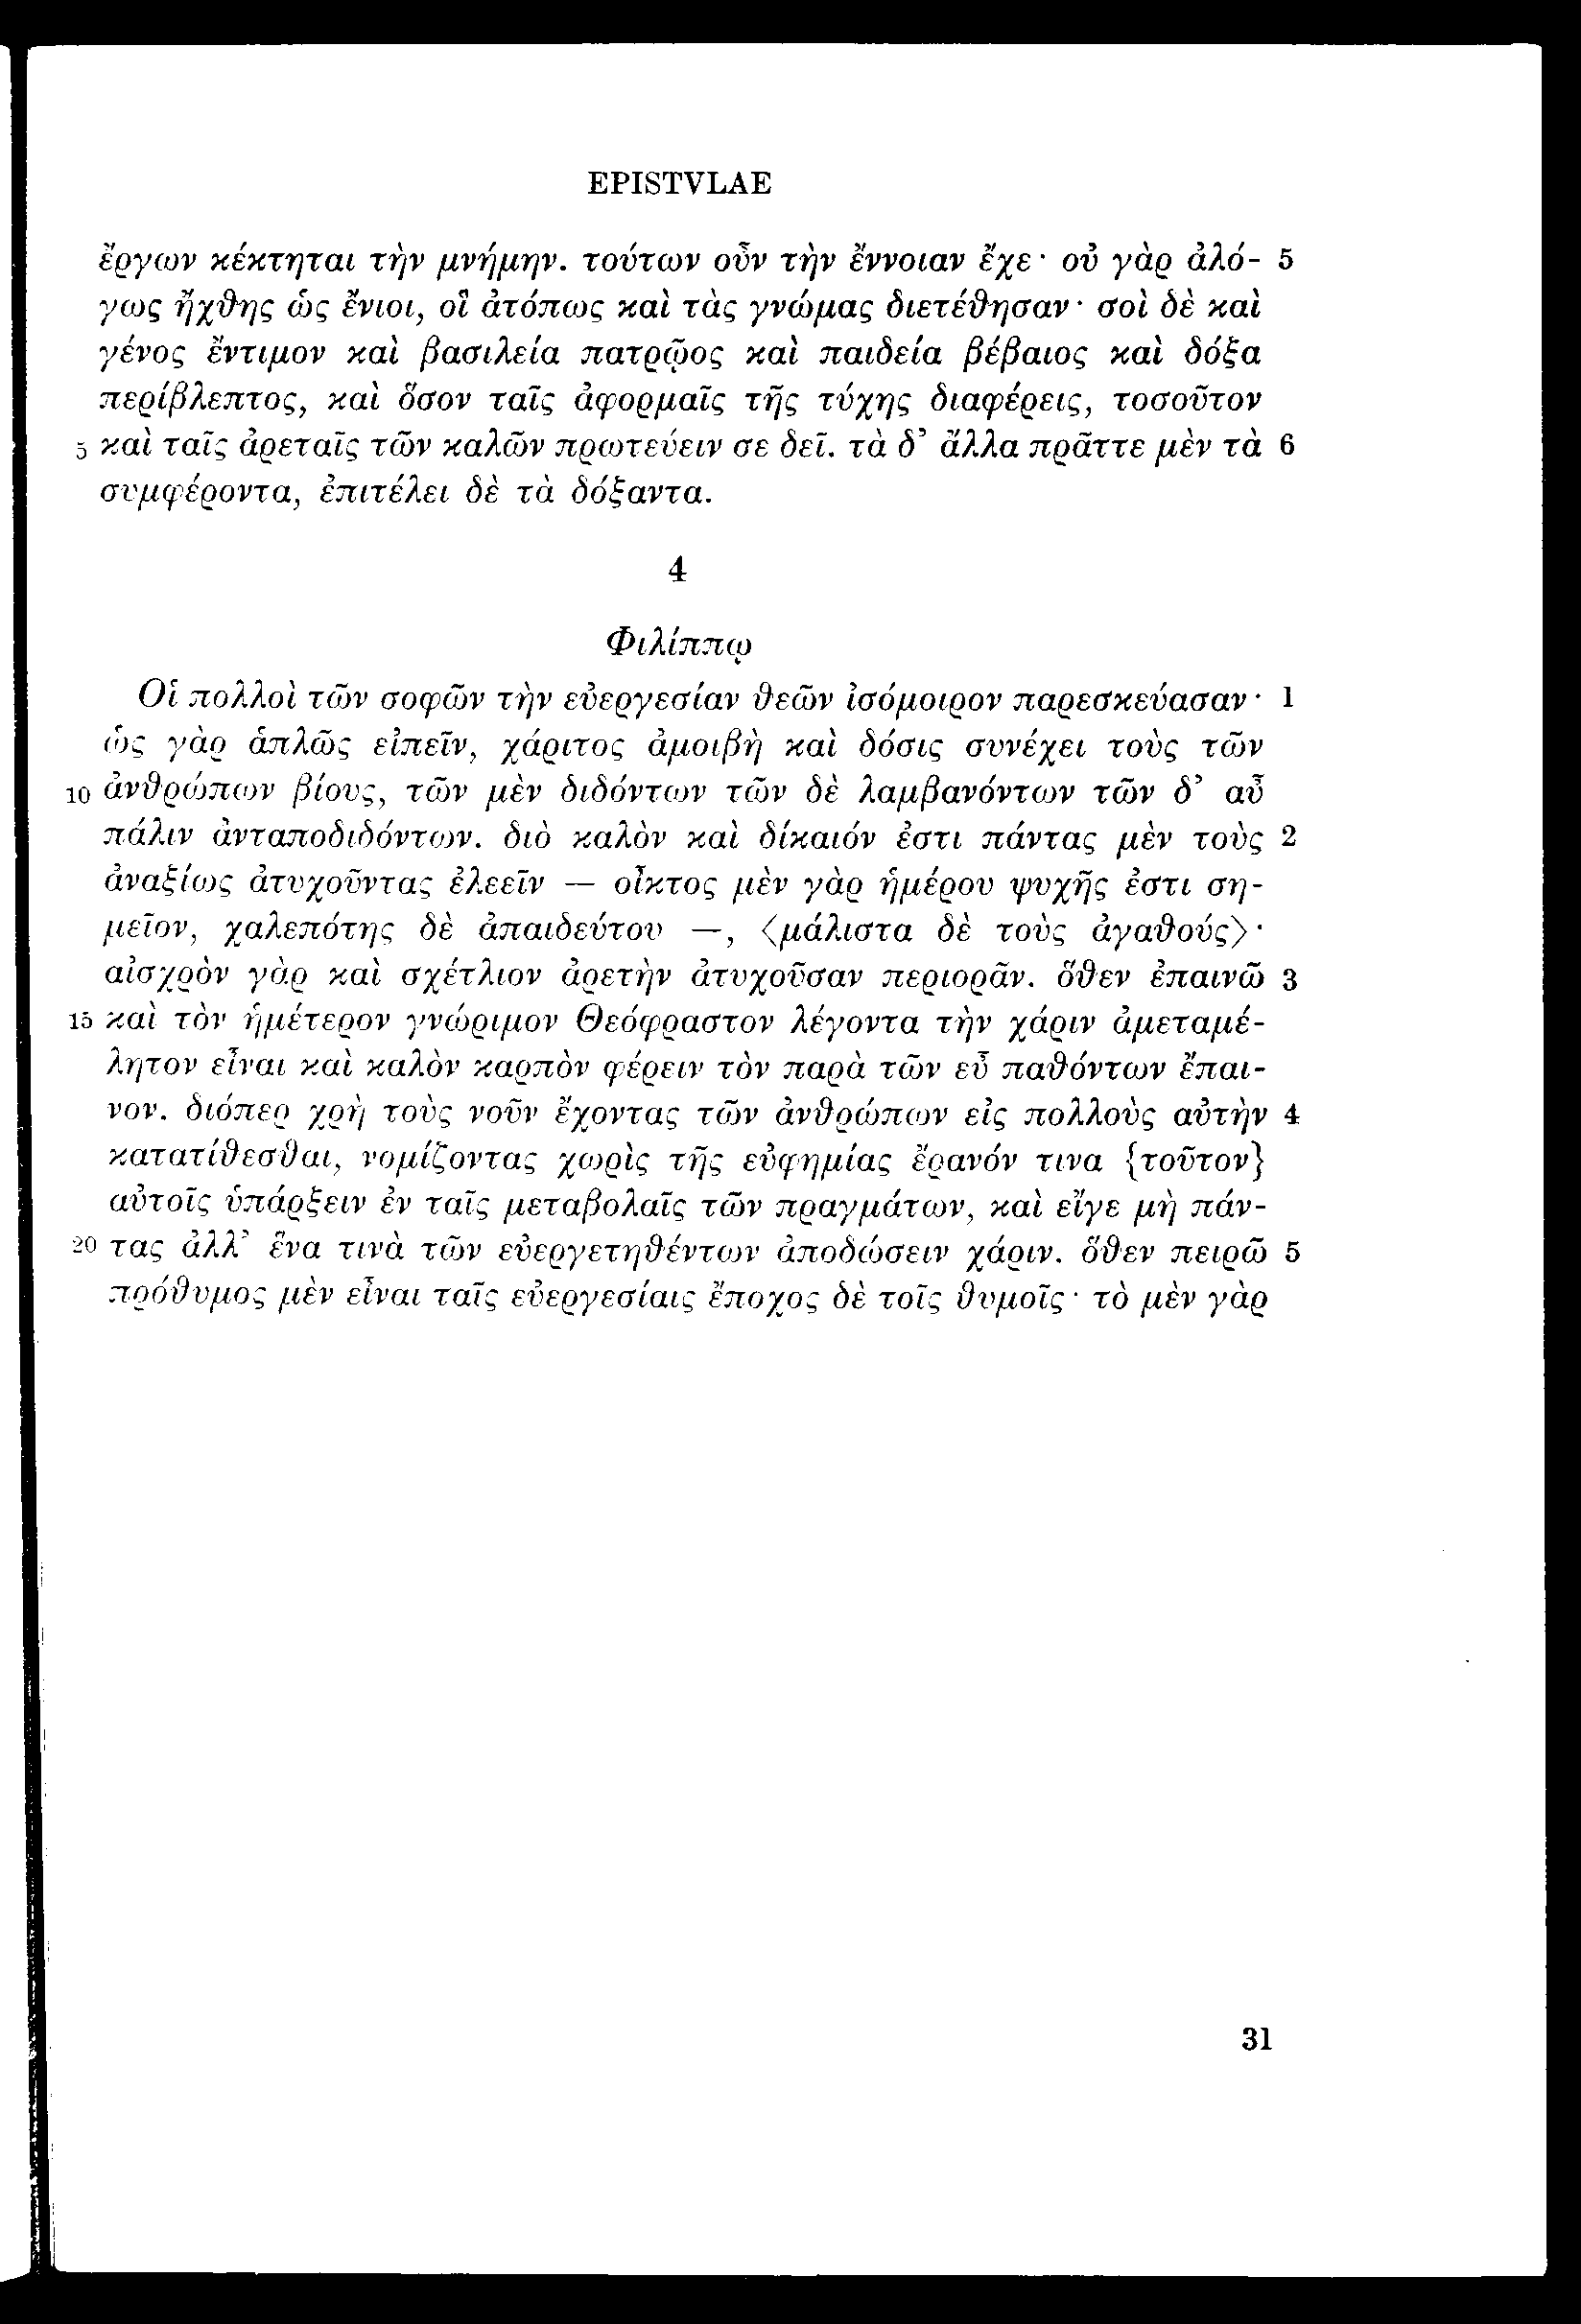 EPISTVLAE
ἔργων κέκτηται τὴν μνήμην. τούτων οὖν τὴν ἔννοιαν ἔχε· οὐ γὰρ ἀλό- 5
γως ἤχθης ὡς ἔνιοι, οἳ ἀτόπως καὶ τὰς γνώμας διετέθησαν· σοὶ δὲ καὶ
γένος ἔντιμον καὶ βασιλεία πατρῷος καὶ παιδεία βέβαιος καὶ δόξα
περίβλεπτος, καὶ ὅσον ταῖς ἀφορμαῖς τῆς τύχης διαφέρεις, τοσοῦτον
5 καὶ ταῖς ἀρεταῖς τῶν καλῶν πρωτεύειν σε δεῖ. τὰ δ’ ἄλλα πρᾶττε μὲν τὰ 6
συμφέροντα, ἐπιτέλει δὲ τὰ δόξαντα.
4
Φιλίππῳ
Οἱ πολλοὶ τῶν σοφῶν τὴν εὐεργεσίαν θεῶν ἰσόμοιρον παρεσκεύασαν· 1
ὡς γὰρ ἁπλῶς εἰπεῖν, χάριτος ἀμοιβὴ καὶ δόσις συνέχει τοὺς τῶν
10 ἀνθρώπων βίους, τῶν μὲν διδόντων τῶν δὲ λαμβανόντων τῶν δ’ αὖ
πάλιν ἀνταποδιδόντων. διὸ καλὸν καὶ δίκαιόν ἐστι πάντας μὲν τοὺς 2
ἀναξίως ἀτυχοῦντας ἐλεεῖν — οἶκτος μὲν γὰρ ἡμέρου ψυχῆς ἐστι ση-
μεῖον, χαλεπότης δὲ ἀπαιδεύτου —, ⟨μάλιστα δὲ τοὺς ἀγαθούς⟩·
αἰσχρὸν γὰρ καὶ σχέτλιον ἀρετὴν ἀτυχοῦσαν περιορᾶν. ὅθεν ἐπαινῶ 3
15 καὶ τὸν ἡμέτερον γνώριμον Θεόφραστον λέγοντα τὴν χάριν ἀμεταμέ-
λητον εἶναι καὶ καλὸν καρπὸν φέρειν τὸν παρὰ τῶν εὖ παθόντων ἔπαι-
νον. διόπερ χρὴ τοὺς νοῦν ἔχοντας τῶν ἀνθρώπων εἰς πολλοὺς αὐτὴν 4
κατατίθεσθαι, νομίζοντας χωρὶς τῆς εὐφημίας ἔρανόν τινα {τοῦτον}
αὐτοῖς ὑπάρξειν ἐν ταῖς μεταβολαῖς τῶν πραγμάτων, καὶ εἴγε μὴ πάν-
20 τας ἀλλ’ ἕνα τινὰ τῶν εὐεργετηθέντων ἀποδώσειν χάριν. ὅθεν πειρῶ 5
πρόθυμος μὲν εἶναι ταῖς εὐεργεσίαις ἔποχος δὲ τοῖς θυμοῖς· τὸ μὲν γὰρ
31